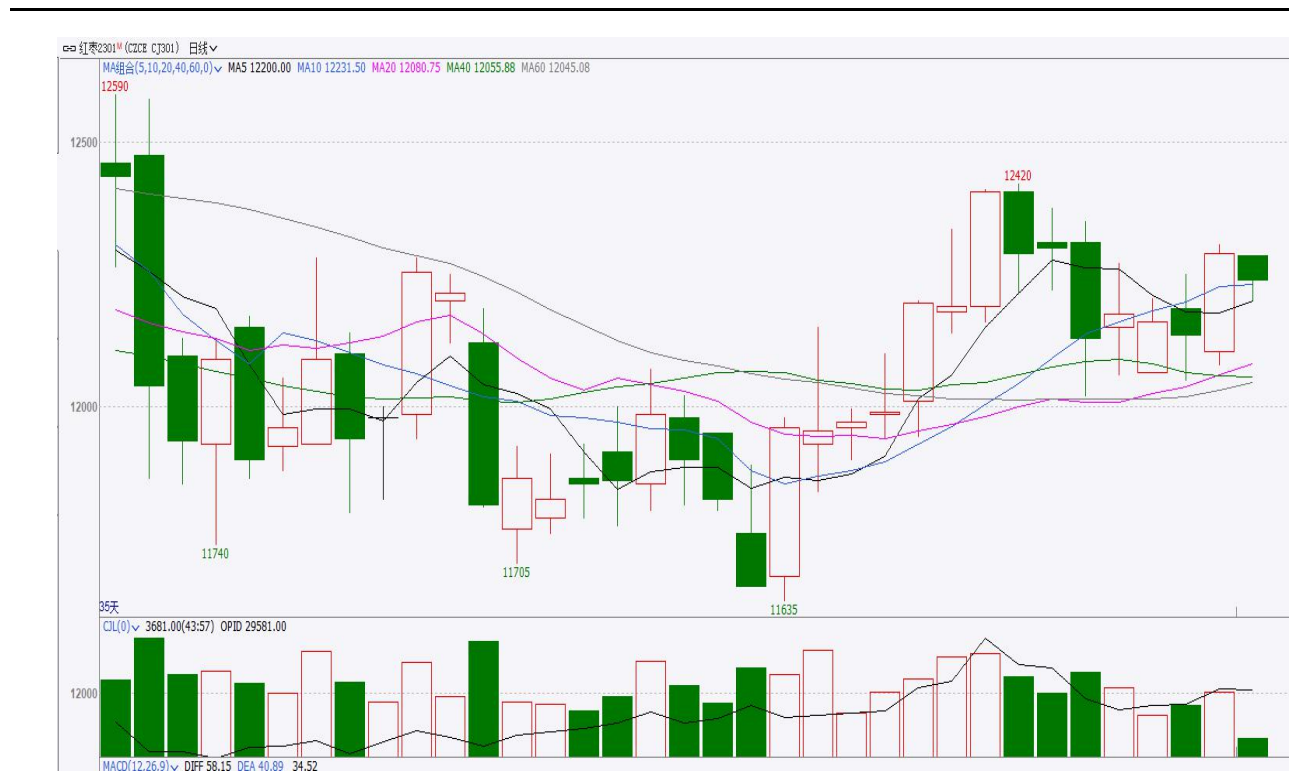 红枣2301M (CZCE CJ301) 日线
MA组合(5,10,20,40,60,0) MA5 12200.00 MA10 12231.50 MA20 12080.75 MA40 12055.88 MA60 12045.08
12590
12500
12420
12000
11740
11705
11635
35天
CJL(0) 3681.00(43:57) OPID 29581.00
12000
MACD(12,26,9) DIFF 58.15 DEA 40.89 34.52